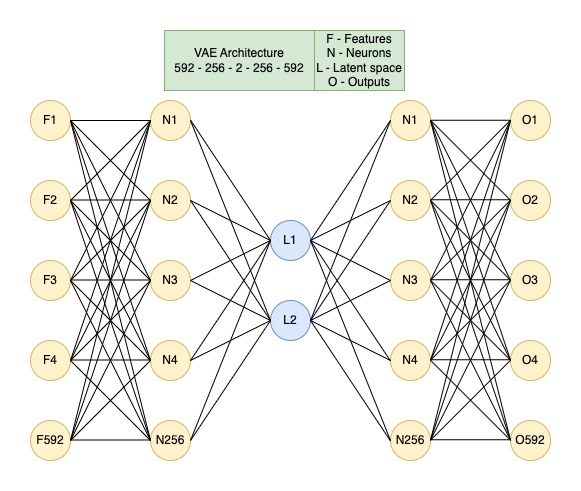 VAE Architecture
592 - 256 - 2 - 256 - 592
F - Features
N - Neurons
L - Latent space
O - Outputs
F1 N1 N1 O1
F2 N2 N2 O2
L1
F3 N3 N3 O3
L2
F4 N4 N4 O4
F592 N256 N256 O592